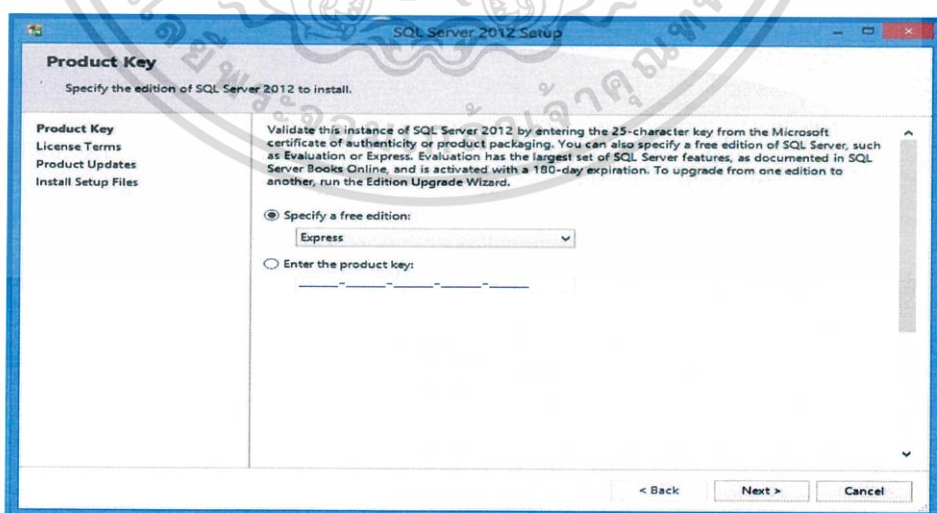 SQL Server 2012 Setup
Product Key
Specify the edition of SQL Server 2012 to install.
Product Key
License Terms
Product Updates
Install Setup Files
Validate this instance of SQL Server 2012 by entering the 25-character key from the Microsoft
certificate of authenticity or product packaging. You can also specify a free edition of SQL Server, such
as Evaluation or Express. Evaluation has the largest set of SQL Server features, as documented in SQL
Server Books Online, and is activated with a 180-day expiration. To upgrade from one edition to
another, run the Edition Upgrade Wizard.
Specify a free edition:
Express
Enter the product key:
_____-_____-_____-_____-_____
< Back
Next >
Cancel